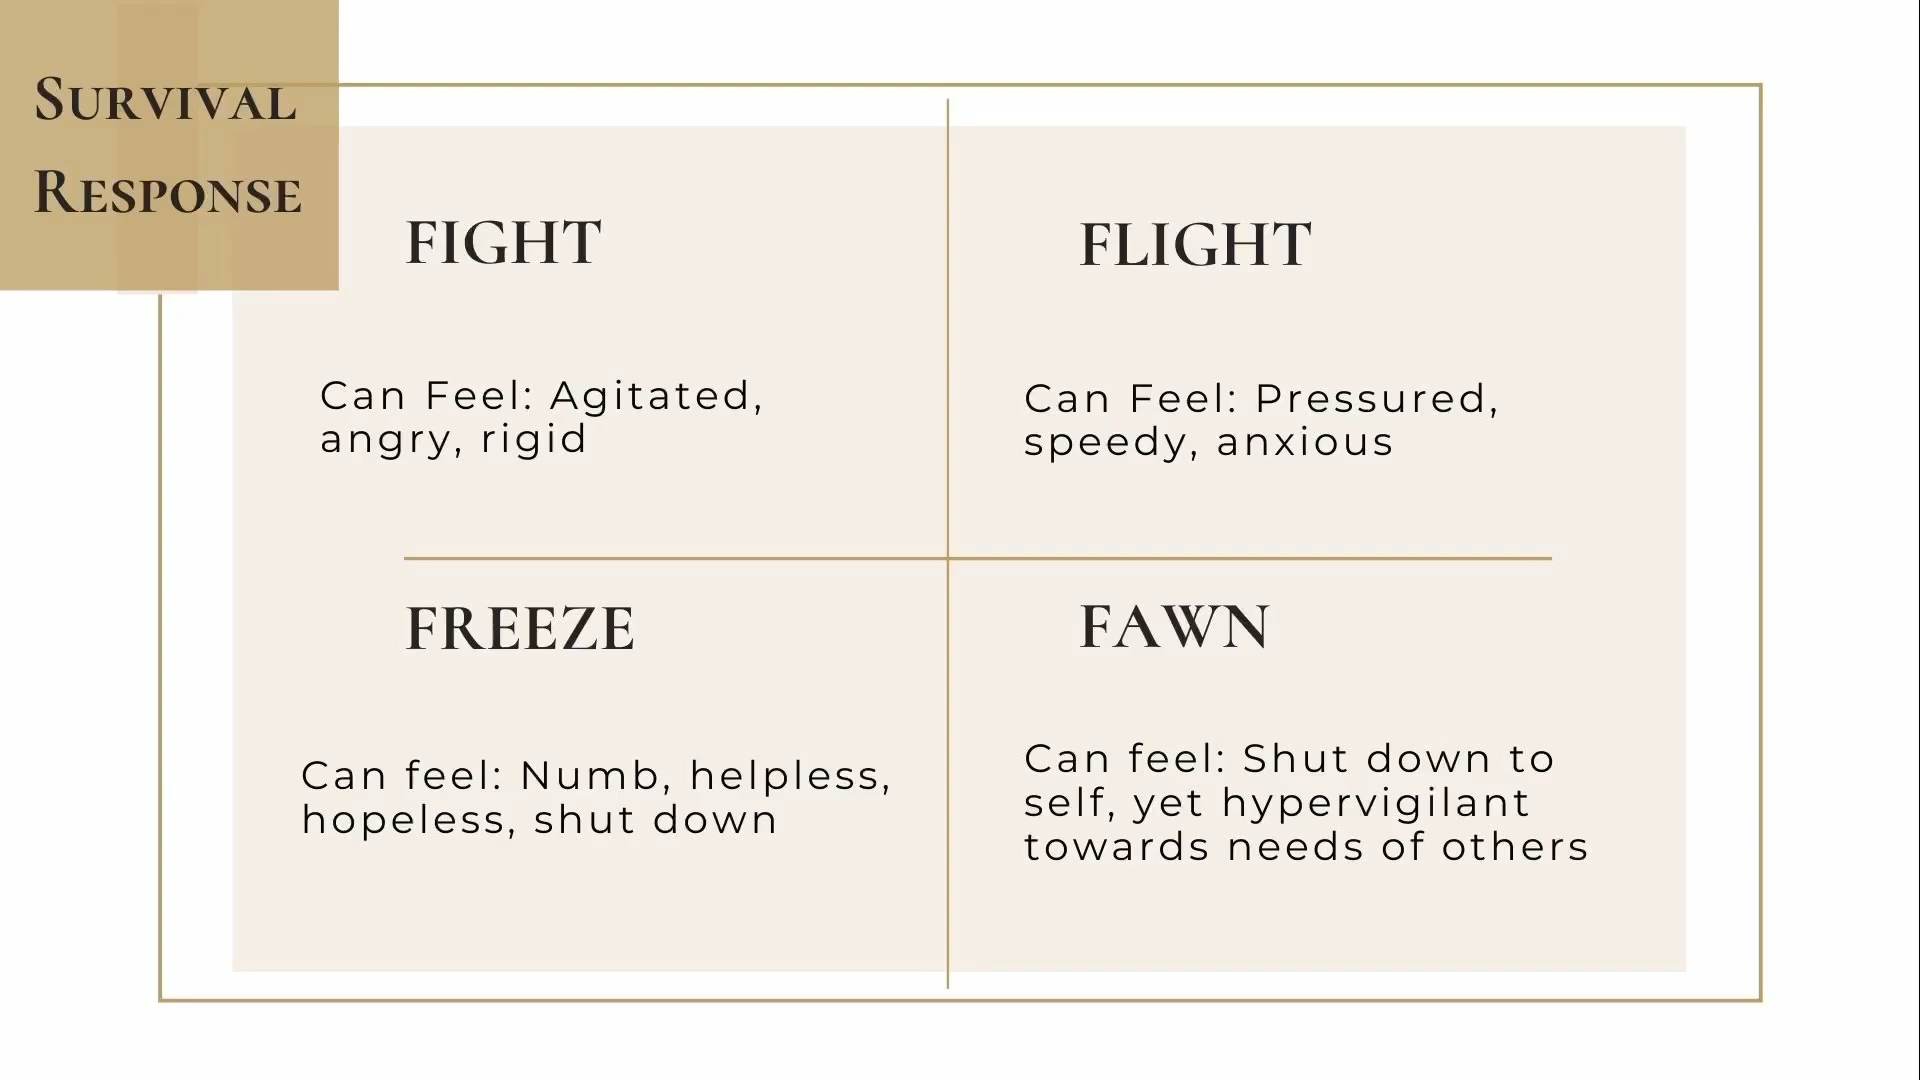 Survival
Response
FIGHT
Can Feel: Agitated,
angry, rigid
FLIGHT
Can Feel: Pressured,
speedy, anxious
FREEZE
Can feel: Numb, helpless,
hopeless, shut down
FAWN
Can feel: Shut down to
self, yet hypervigilant
towards needs of others